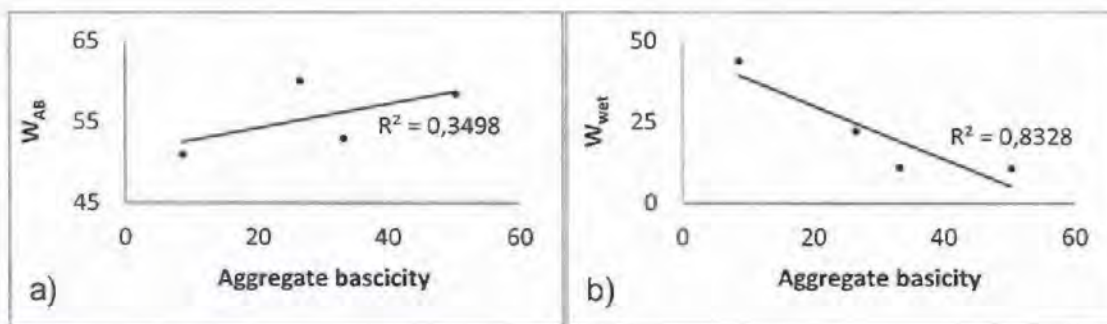 65
W_AB
55
R² = 0,3498
45
0 20 40 60
Aggregate bascicity
a)
50
W_wet
25
R² = 0,8328
0
0 20 40 60
Aggregate basicity
b)